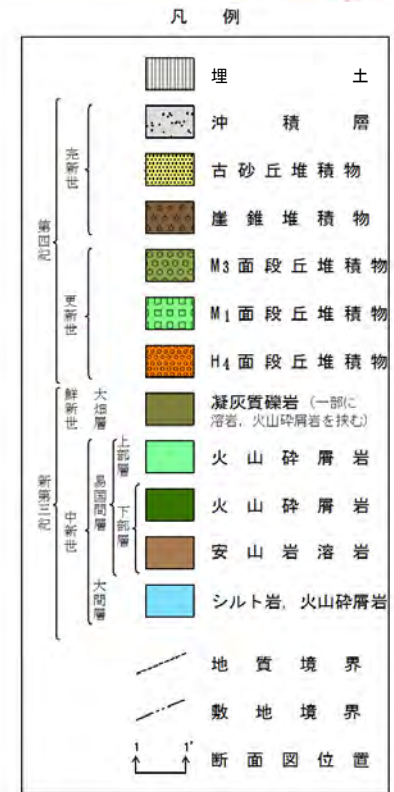 凡 例
埋 土
沖 積 層
古 砂 丘 堆 積 物
崖 錐 堆 積 物
M3 面 段 丘 堆 積 物
M1 面 段 丘 堆 積 物
H4 面 段 丘 堆 積 物
凝灰質礫岩（一部に
溶岩，火山砕屑岩を挟む）
火 山 砕 屑 岩
火 山 砕 屑 岩
安 山 岩 溶 岩
シルト岩，火山砕屑岩
地 質 境 界
敷 地 境 界
1 1'
断 面 図 位 置
第四紀
完新世
更新世
新第三紀
鮮新世
大畑層
中新世
易国間層
上部層
下部層
大間層